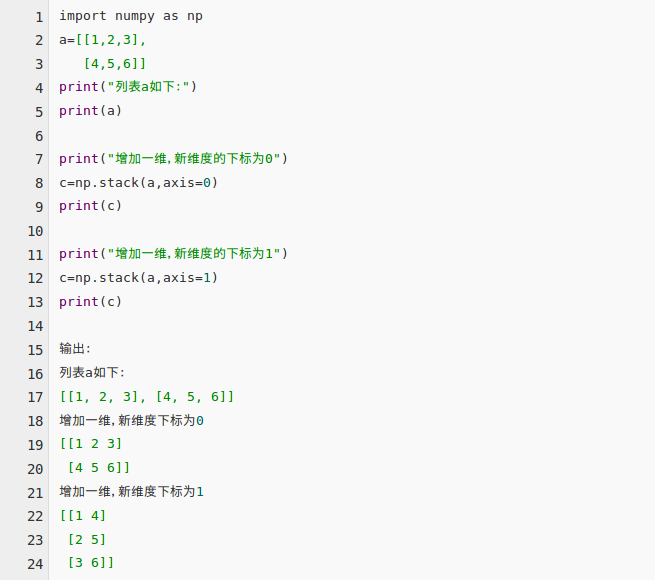 1 import numpy as np
2 a=[[1,2,3],
3    [4,5,6]]
4 print("列表a如下:")
5 print(a)
6
7 print("增加一维,新维度的下标为0")
8 c=np.stack(a,axis=0)
9 print(c)
10
11 print("增加一维,新维度的下标为1")
12 c=np.stack(a,axis=1)
13 print(c)
14
15 输出:
16 列表a如下:
17 [[1, 2, 3], [4, 5, 6]]
18 增加一维,新维度下标为0
19 [[1 2 3]
20  [4 5 6]]
21 增加一维,新维度下标为1
22 [[1 4]
23  [2 5]
24  [3 6]]